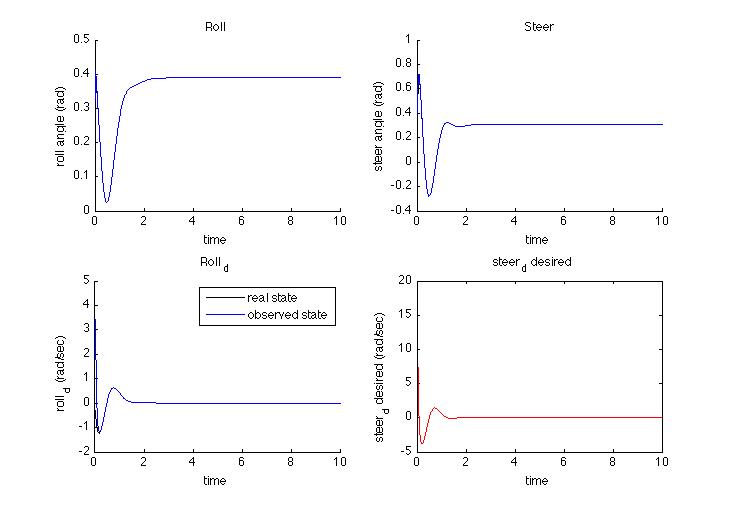 Roll
0.5
0.4
0.3
0.2
0.1
0
roll angle (rad)
0 2 4 6 8 10
time
Steer
1
0.8
0.6
0.4
0.2
0
-0.2
-0.4
steer angle (rad)
0 2 4 6 8 10
time
Roll d
5
4
3
2
1
0
-1
-2
roll d (rad/sec)
real state
observed state
0 2 4 6 8 10
time
steer d desired
20
15
10
5
0
-5
steer d desired (rad/sec)
0 2 4 6 8 10
time